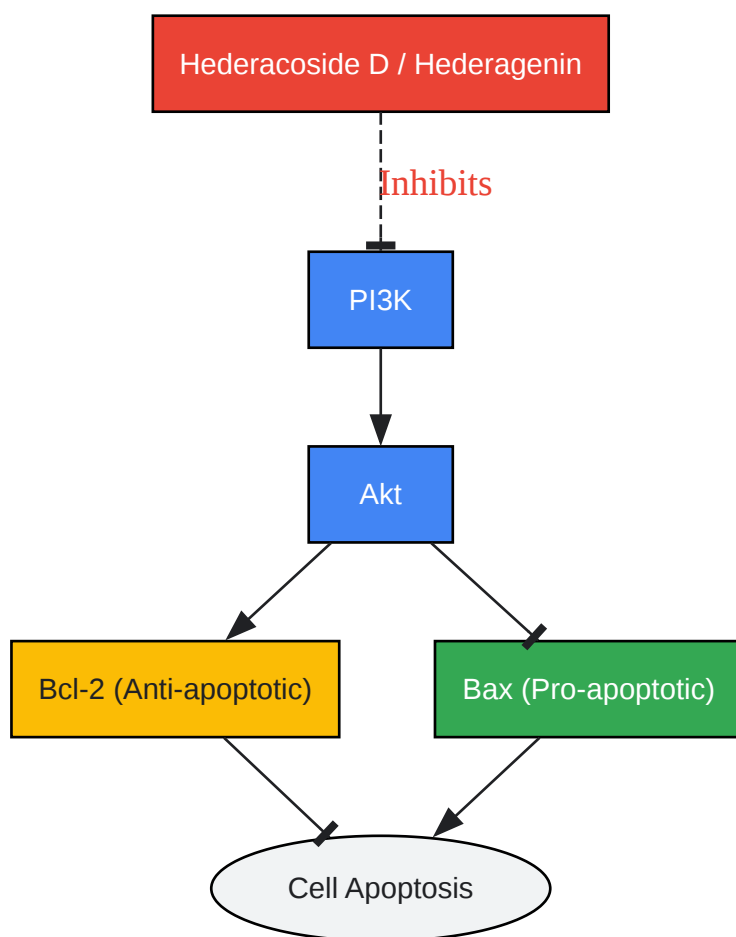 Hederacoside D / Hederagenin
Inhibits
PI3K
Akt
Bcl-2 (Anti-apoptotic)
Bax (Pro-apoptotic)
Cell Apoptosis